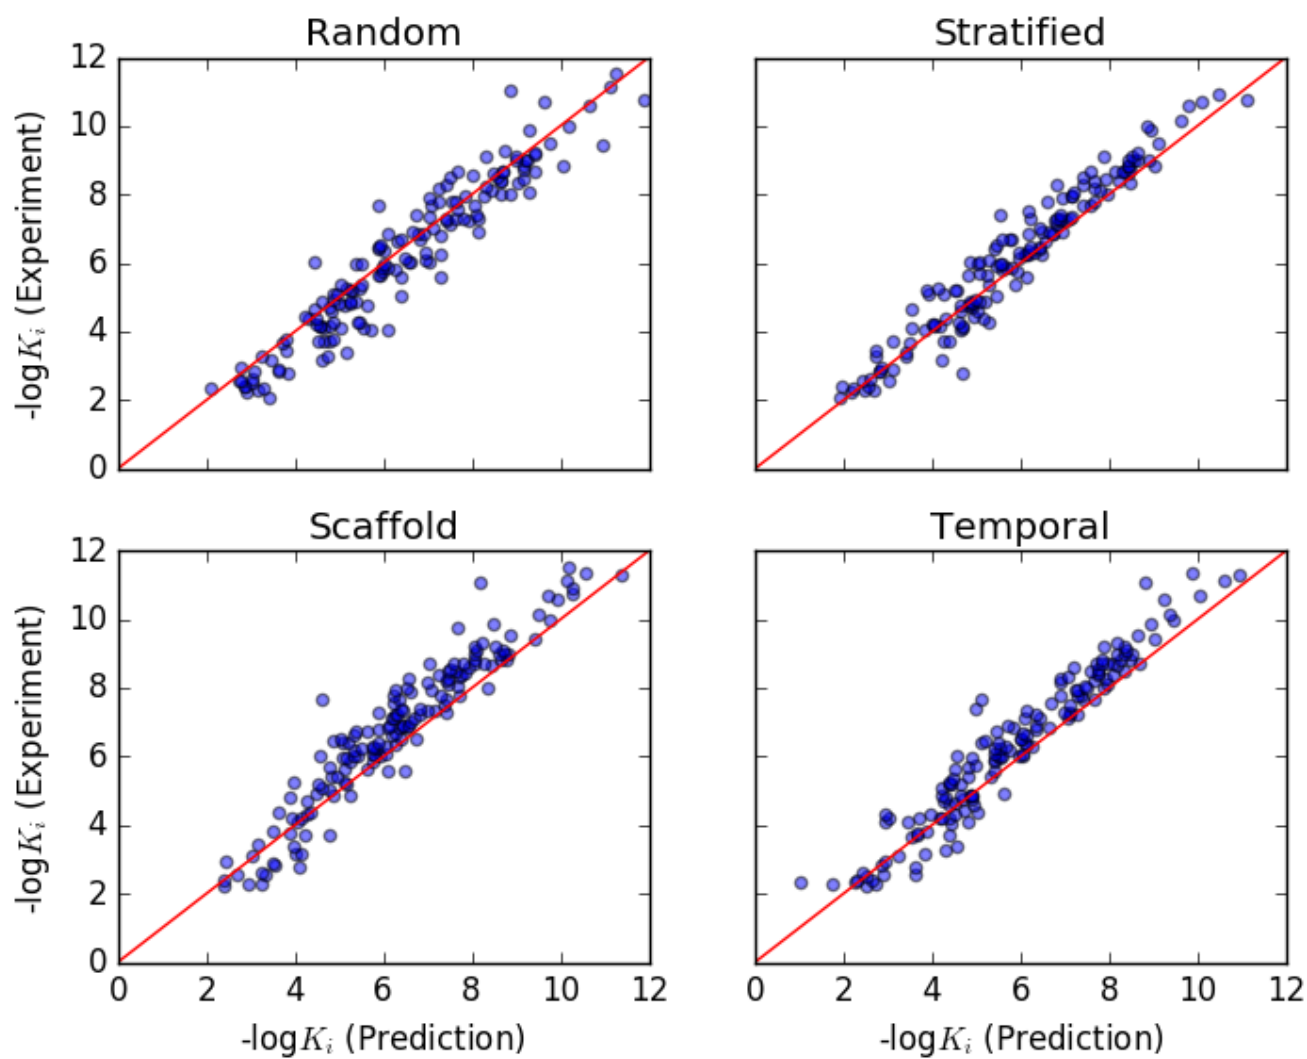 Random
Stratified
12
10
8
6
4
2
0
-logKi (Experiment)
Scaffold
Temporal
12
10
8
6
4
2
0
-logKi (Experiment)
0 2 4 6 8 10 12
0 2 4 6 8 10 12
-logKi (Prediction)
-logKi (Prediction)